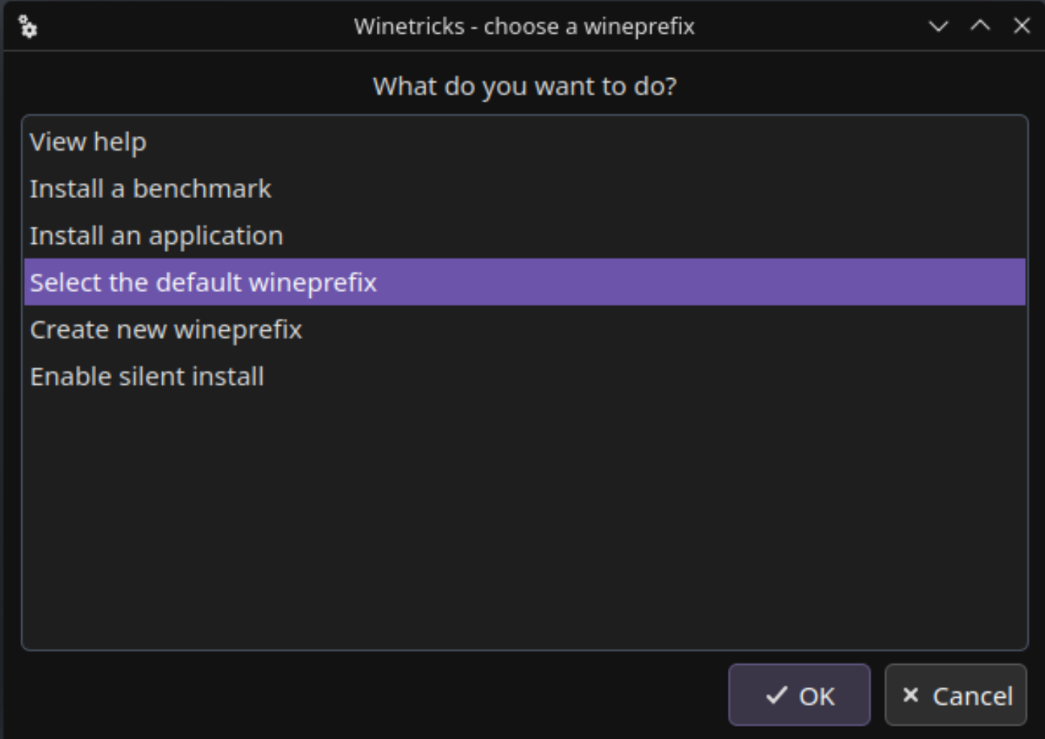 Winetricks - choose a wineprefix
What do you want to do?
View help
Install a benchmark
Install an application
Select the default wineprefix
Create new wineprefix
Enable silent install
OK
Cancel